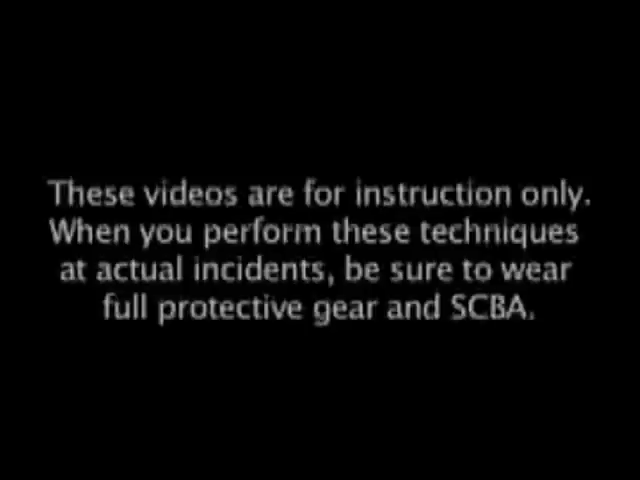 These videos are for instruction only.
When you perform these techniques
at actual incidents, be sure to wear
full protective gear and SCBA.